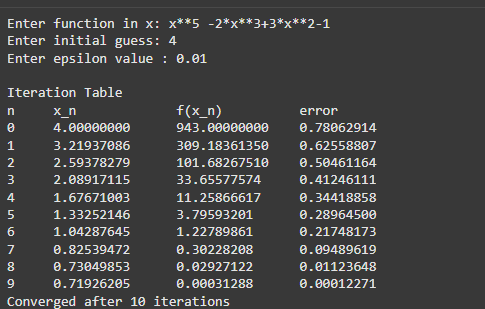 Enter function in x: x**5 -2*x**3+3*x**2-1
Enter initial guess: 4
Enter epsilon value : 0.01
Iteration Table
n x_n f(x_n) error
0 4.00000000 943.00000000 0.78062914
1 3.21937086 309.18361350 0.62558807
2 2.59378279 101.68267510 0.50461164
3 2.08917115 33.65577574 0.41246111
4 1.67671003 11.25866617 0.34418858
5 1.33252146 3.79593201 0.28964500
6 1.04287645 1.22789861 0.21748173
7 0.82539472 0.30228208 0.09489619
8 0.73049853 0.02927122 0.01123648
9 0.71926205 0.00031288 0.00012271
Converged after 10 iterations